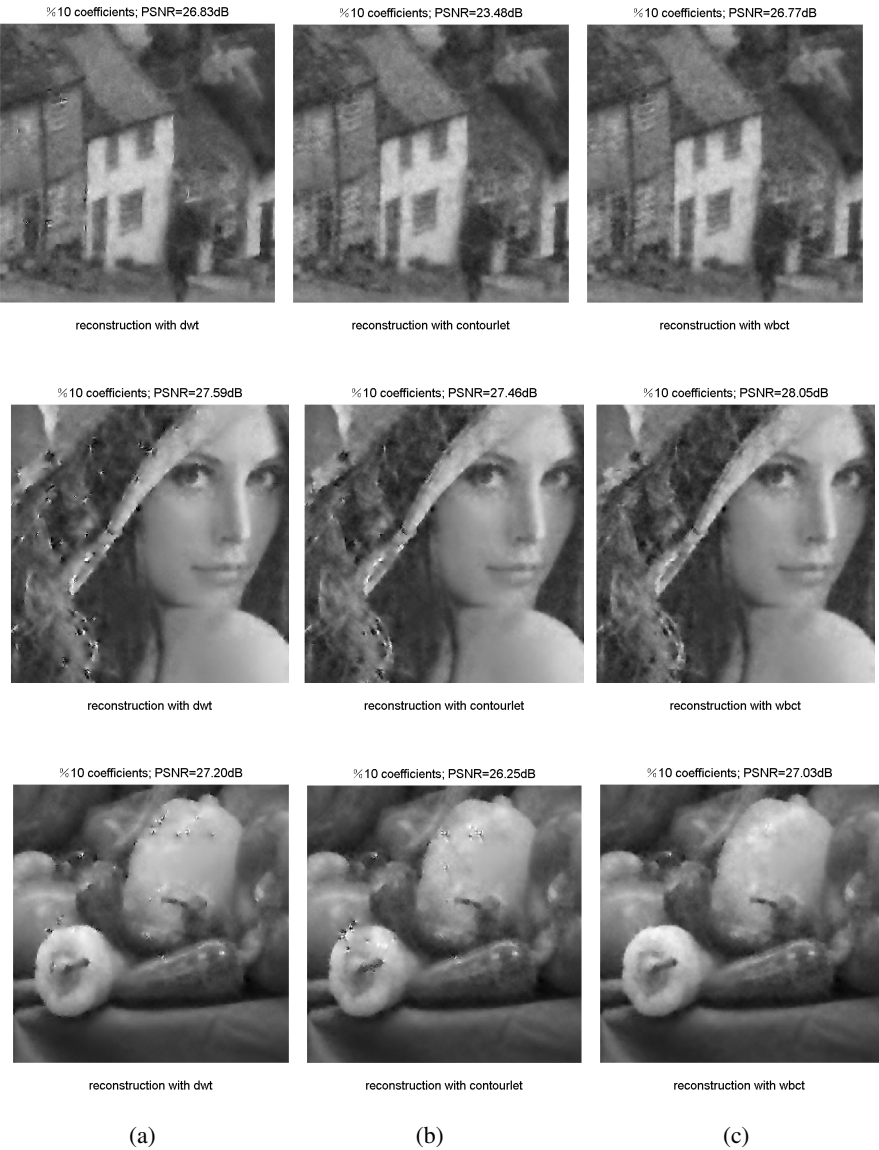 %10 coefficients; PSNR=26.83dB
%10 coefficients; PSNR=23.48dB
%10 coefficients; PSNR=26.77dB
reconstruction with dwt
reconstruction with contourlet
reconstruction with wbct
%10 coefficients; PSNR=27.59dB
%10 coefficients; PSNR=27.46dB
%10 coefficients; PSNR=28.05dB
reconstruction with dwt
reconstruction with contourlet
reconstruction with wbct
%10 coefficients; PSNR=27.20dB
%10 coefficients; PSNR=26.25dB
%10 coefficients; PSNR=27.03dB
reconstruction with dwt
reconstruction with contourlet
reconstruction with wbct
(a)
(b)
(c)